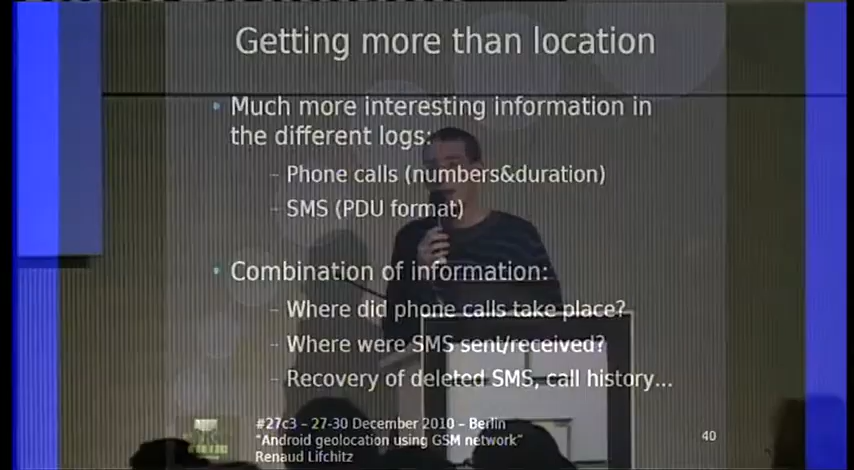 Getting more than location
• Much more interesting information in
the different logs:
– Phone calls (numbers&duration)
– SMS (PDU format)
• Combination of information:
– Where did phone calls take place?
– Where were SMS sent/received?
– Recovery of deleted SMS, call history...
#27c3 – 27-30 December 2010 – Berlin
"Android geolocation using GSM network"
Renaud Lifchitz
40